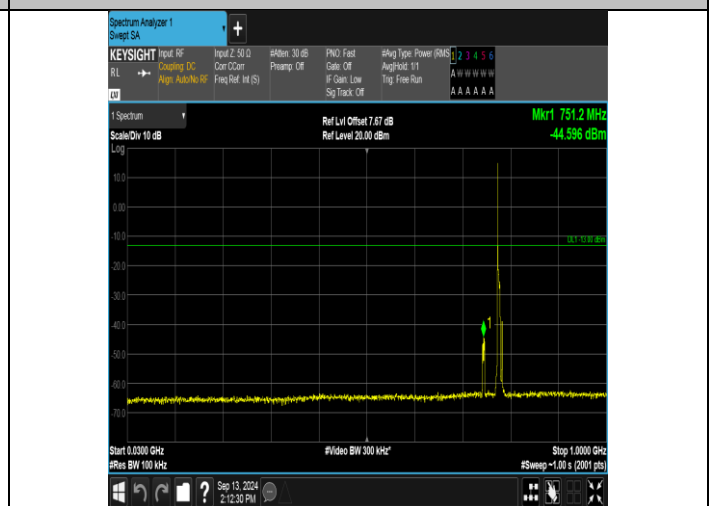 Spectrum Analyzer 1
Swept SA
+
KEYSIGHT Input: RF Input Z: 50 Ω #Atten: 30 dB PNO: Fast #Avg Type: Power (RMS 1 2 3 4 5 6
RL Coupling: DC Corr CCorr Preamp: Off Gate: Off Avg|Hold: 1/1 A W W W W W
Align: Auto/No RF Freq Ref: Int (S) IF Gain: Low Trig: Free Run
LXI Sig Track: Off A A A A A A
1 Spectrum Ref Lvl Offset 7.67 dB Mkr1 751.2 MHz
Scale/Div 10 dB Ref Level 20.00 dBm -44.596 dBm
Log
10.0
0.00
-10.0 DL1 -13.00 dBm
-20.0
-30.0
-40.0 1
-50.0
-60.0
-70.0
Start 0.0300 GHz #Video BW 300 kHz* Stop 1.0000 GHz
#Res BW 100 kHz #Sweep ~1.00 s (2001 pts)
? Sep 13, 2024
2:12:30 PM